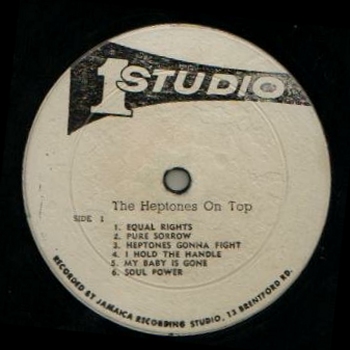 1 STUDIO
The Heptones On Top
SIDE 1
1. EQUAL RIGHTS
2. PURE SORROW
3. HEPTONES GONNA FIGHT
4. I HOLD THE HANDLE
5. MY BABY IS GONE
6. SOUL POWER
RECORDED BY JAMAICA RECORDING STUDIO, 13 BRENTFORD RD.